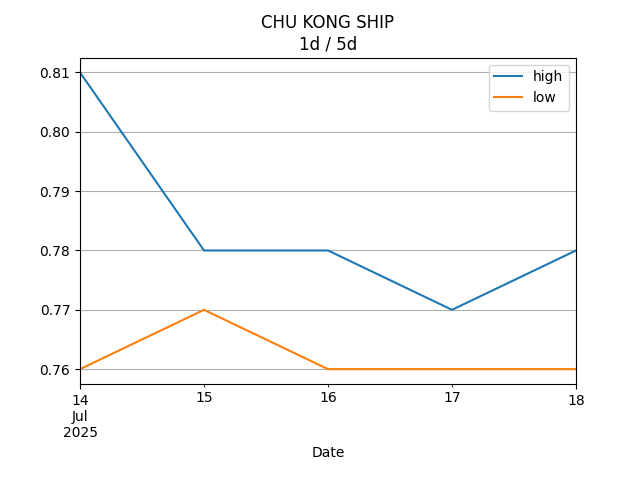 CHU KONG SHIP
1d / 5d
high
low
0.81
0.80
0.79
0.78
0.77
0.76
14 15 16 17 18
Jul
2025
Date